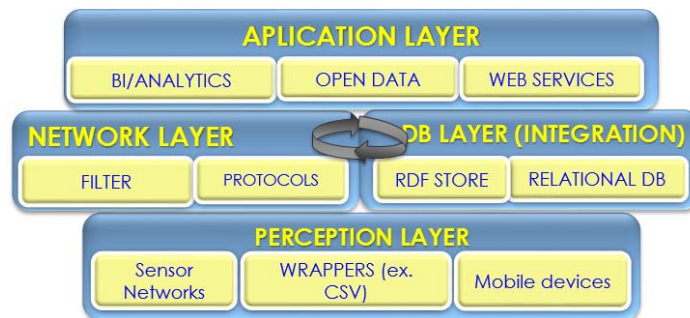 APLICATION LAYER
BI/ANALYTICS
OPEN DATA
WEB SERVICES
NETWORK LAYER
DB LAYER (INTEGRATION)
FILTER
PROTOCOLS
RDF STORE
RELATIONAL DB
PERCEPTION LAYER
Sensor
Networks
WRAPPERS (ex.
CSV)
Mobile devices